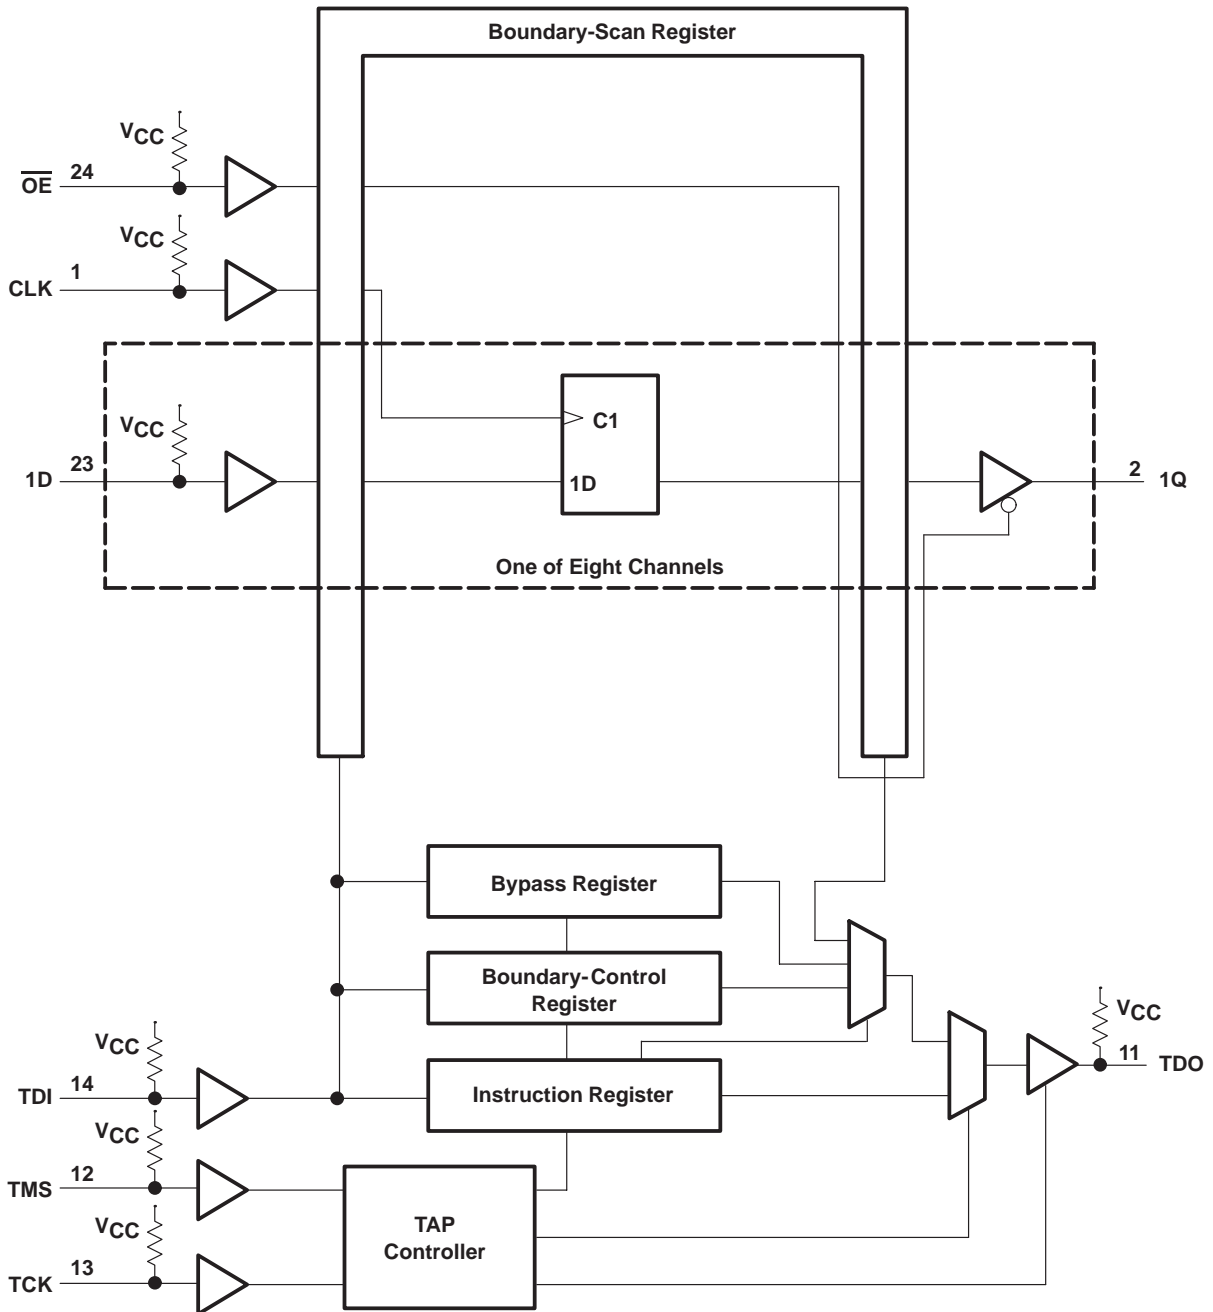 Boundary-Scan Register
VCC
OE 24
VCC
CLK 1
VCC
1D 23
C1
1D
2 1Q
One of Eight Channels
Bypass Register
Boundary-Control
Register
VCC
TDI 14
Instruction Register
VCC
11 TDO
VCC
TMS 12
TAP
Controller
VCC
TCK 13